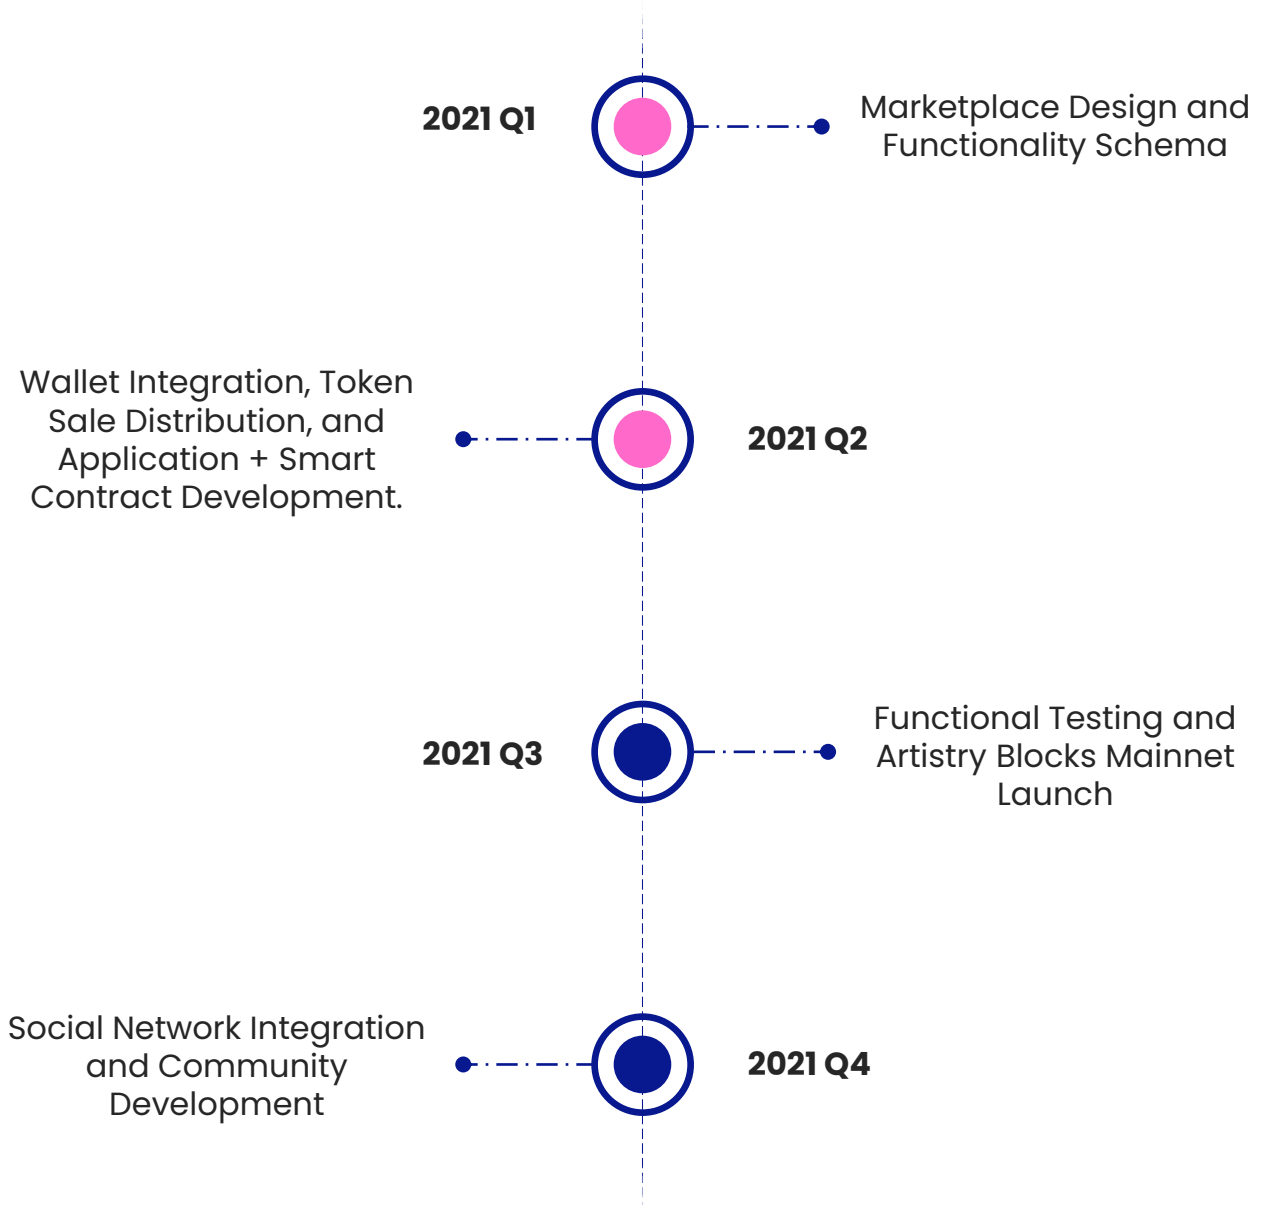 2021 Q1
Marketplace Design and
Functionality Schema
Wallet Integration, Token
Sale Distribution, and
Application + Smart
Contract Development.
2021 Q2
2021 Q3
Functional Testing and
Artistry Blocks Mainnet
Launch
Social Network Integration
and Community
Development
2021 Q4